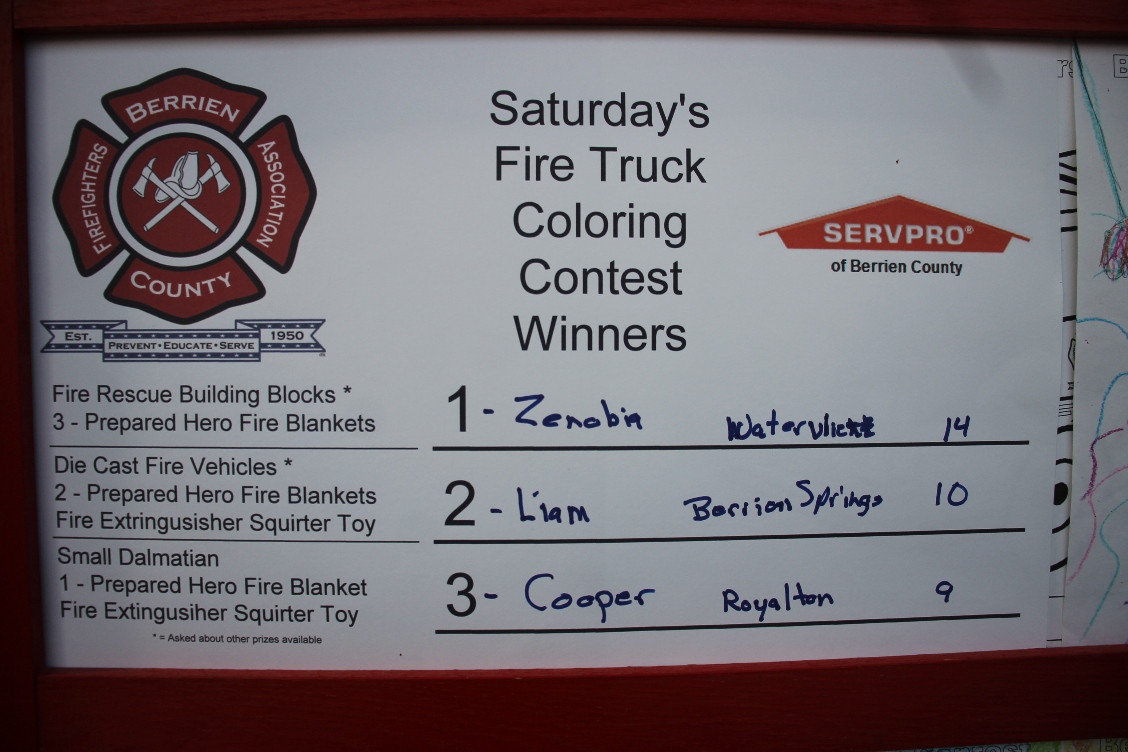 BERRIEN
FIREFIGHTERS
ASSOCIATION
COUNTY
EST. 1950
PREVENT • EDUCATE • SERVE
Saturday's
Fire Truck
Coloring
Contest
Winners
SERVPRO®
of Berrien County
Fire Rescue Building Blocks *
3 - Prepared Hero Fire Blankets
1 - Zenobia Watervliet 14
Die Cast Fire Vehicles *
2 - Prepared Hero Fire Blankets
Fire Extringusisher Squirter Toy
2 - Liam Berrien Springs 10
Small Dalmatian
1 - Prepared Hero Fire Blanket
Fire Extingusiher Squirter Toy
3 - Cooper Royalton 9
* = Asked about other prizes available